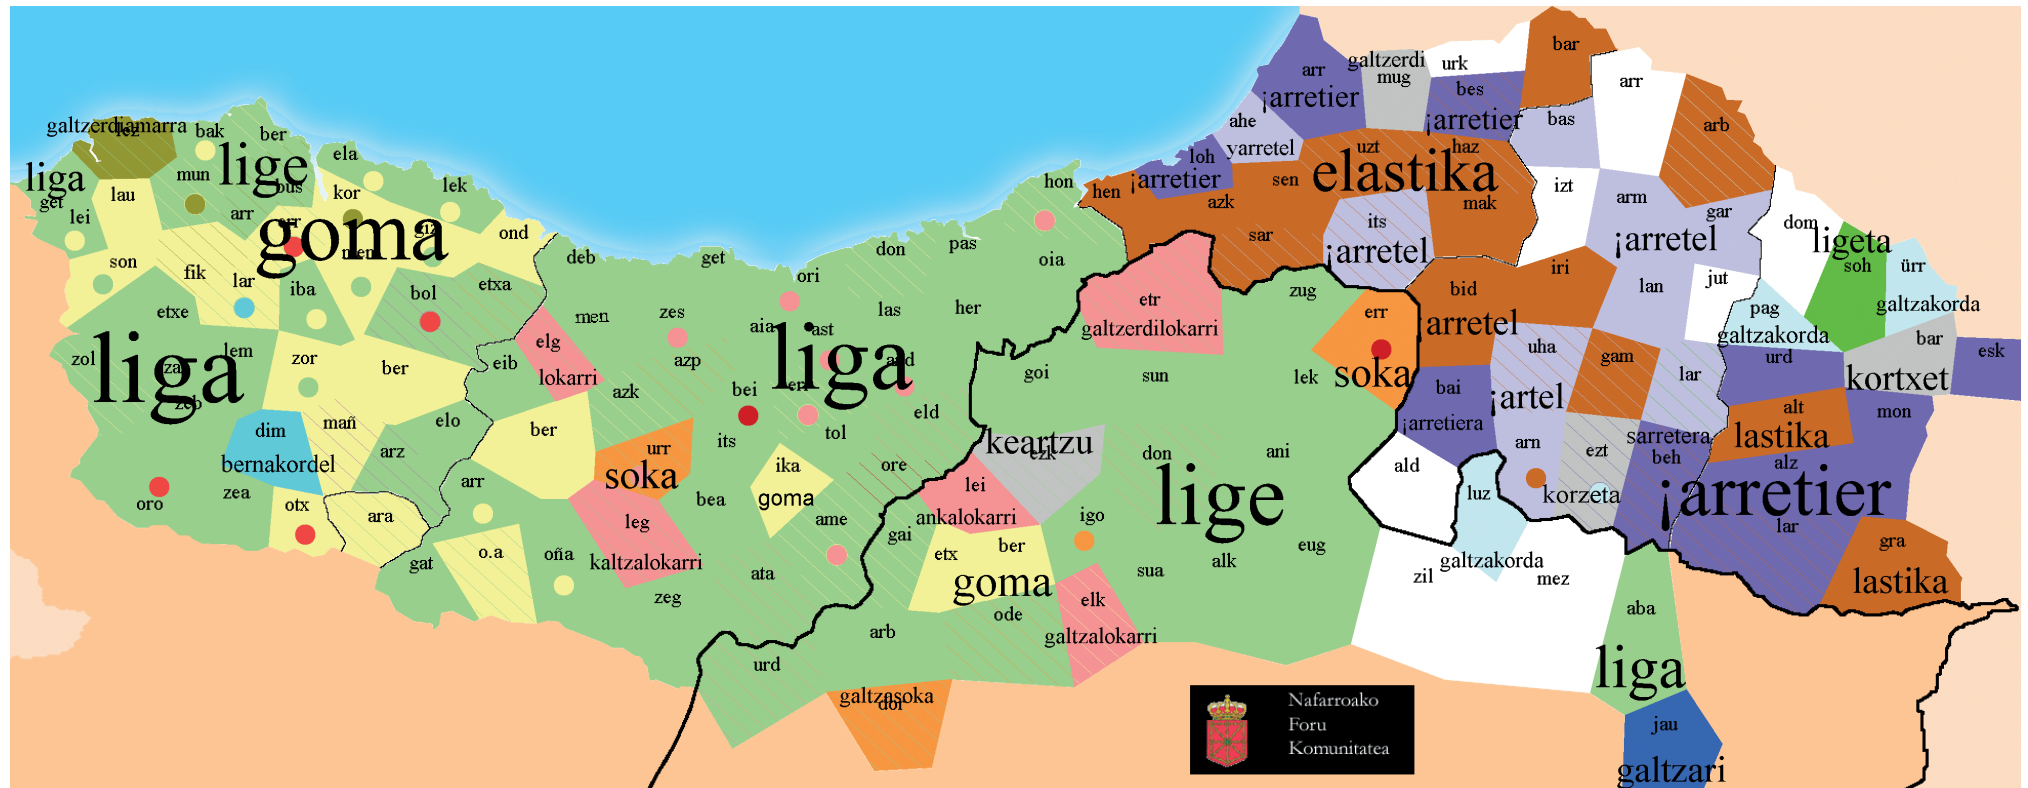 bar
galtzerdi
urk
arr
mug
arr
bes
¡arretier
galtzerdiamarra
lez
bak
ber
ahe
¡arretier
bas
arb
ela
lige
loh
yarretel
uzt
haz
mun
liga
lau
bus
kor
lek
hon
hen
¡arretier
sen
elastika
izt
arm
get
lei
arr
err
goma
giz
ond
azk
mak
gar
men
pas
its
sar
¡arretel
¡arretel
dom
ligeta
don
oia
deb
get
son
fik
lar
iba
bol
etxa
ori
iri
soh
ürr
lan
jut
bid
zug
etr
etxe
men
zes
las
her
pag
galtzakorda
err
galtzerdilokarri
aia
ast
arretel
galtzakorda
zol
lem
zor
ber
elg
eib
azp
liga
and
uha
gam
urd
bar
esk
liga
zeb
lokarri
azk
bei
err
goi
sun
lek
soka
bai
¡artel
lar
kortxet
eld
alt
mon
mañ
elo
ber
tol
¡arretiera
lastika
dim
its
keartzu
ezk
arn
sarretera
bernakordel
arz
urr
soka
ika
ore
don
ani
ald
ezt
beh
alz
oro
zea
otx
arr
bea
goma
lei
lige
luz
korzeta
¡arretier
ara
leg
ame
ankalokarri
igo
lar
gai
o.a
oña
kaltzalokarri
etx
ber
eug
gra
gat
ata
goma
sua
alk
zil
galtzakorda
mez
lastika
zeg
ode
elk
aba
arb
galtzalokarri
urd
liga
galtzasoka
doi
Nafarroako
Foru
Komunitatea
jau
galtzari